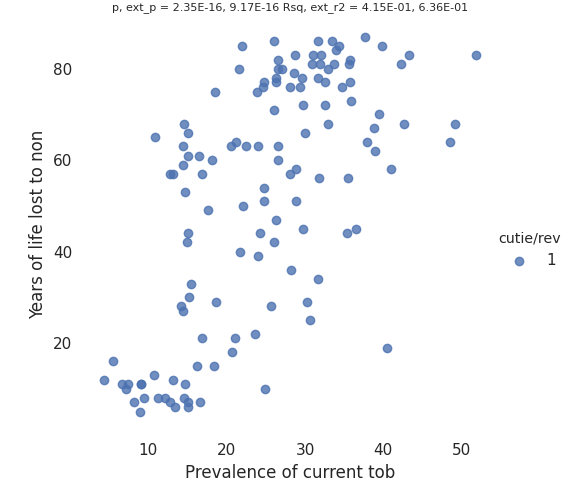 p, ext_p = 2.35E-16, 9.17E-16 Rsq, ext_r2 = 4.15E-01, 6.36E-01
80
60
40
20
Years of life lost to non
10 20 30 40 50
Prevalence of current tob
cutie/rev
1